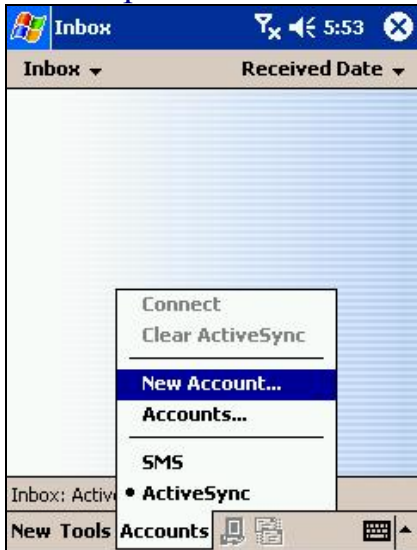 Inbox 5:53
Inbox Received Date
Connect
Clear ActiveSync
New Account...
Accounts...
SMS
Inbox: Activ • ActiveSync
New Tools Accounts